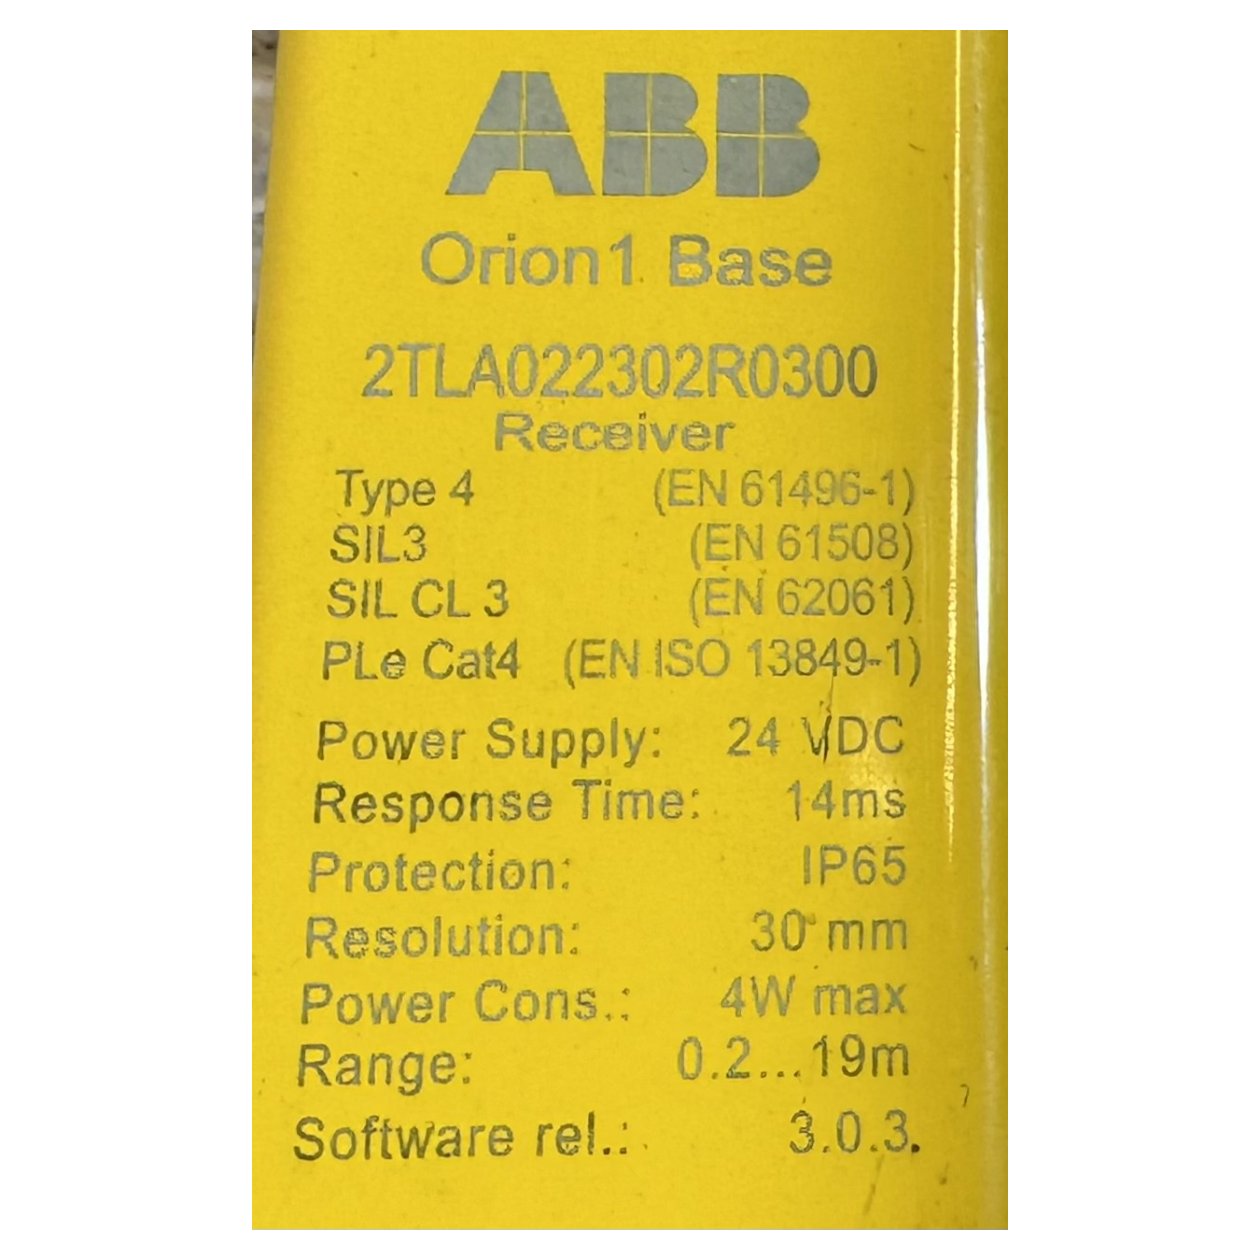 ABB
Orion1 Base
2TLA022302R0300
Receiver
Type 4 (EN 61496-1)
SIL3 (EN 61508)
SIL CL 3 (EN 62061)
PLe Cat4 (EN ISO 13849-1)
Power Supply: 24 VDC
Response Time: 14ms
Protection: IP65
Resolution: 30 mm
Power Cons.: 4W max
Range: 0.2...19m
Software rel.: 3.0.3.